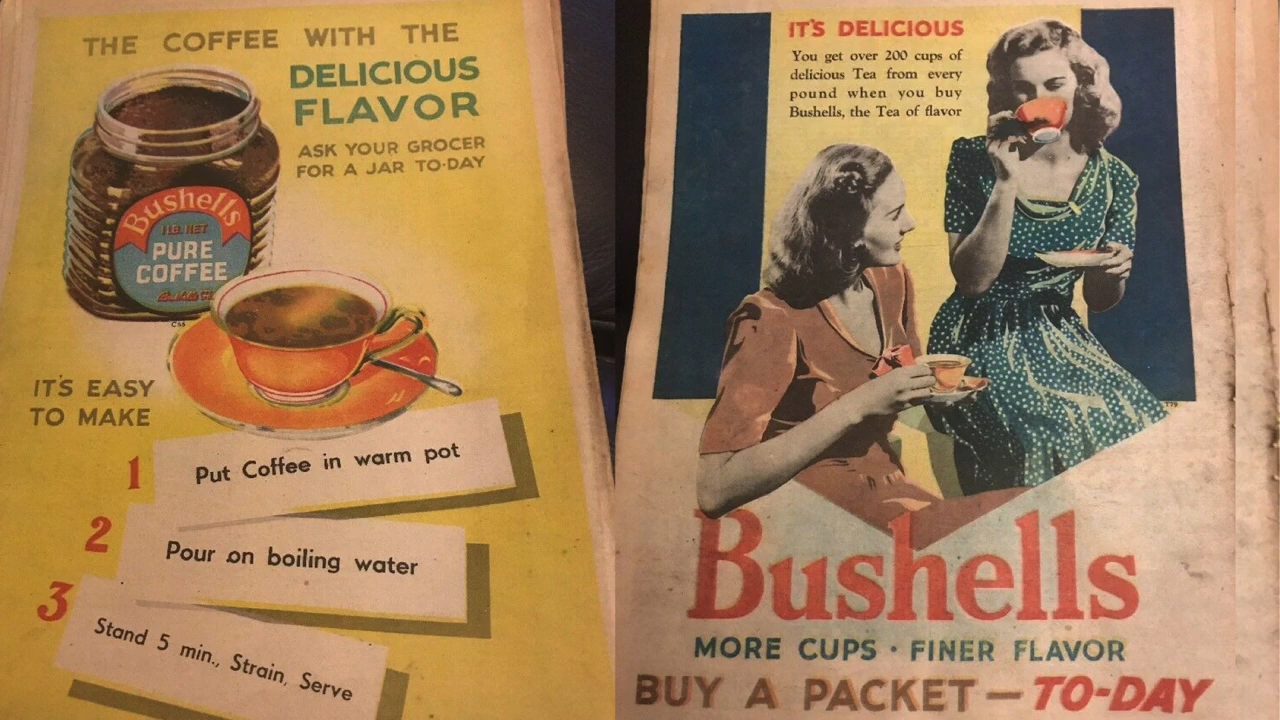 THE COFFEE WITH THE
DELICIOUS
FLAVOR
ASK YOUR GROCER
FOR A JAR TO-DAY
Bushells
1 LB. NET
PURE
COFFEE
C36
IT'S EASY
TO MAKE
1 Put Coffee in warm pot
2 Pour on boiling water
3 Stand 5 min., Strain, Serve
IT'S DELICIOUS
You get over 200 cups of
delicious Tea from every
pound when you buy
Bushells, the Tea of flavor
Bushells
MORE CUPS · FINER FLAVOR
BUY A PACKET — TO-DAY